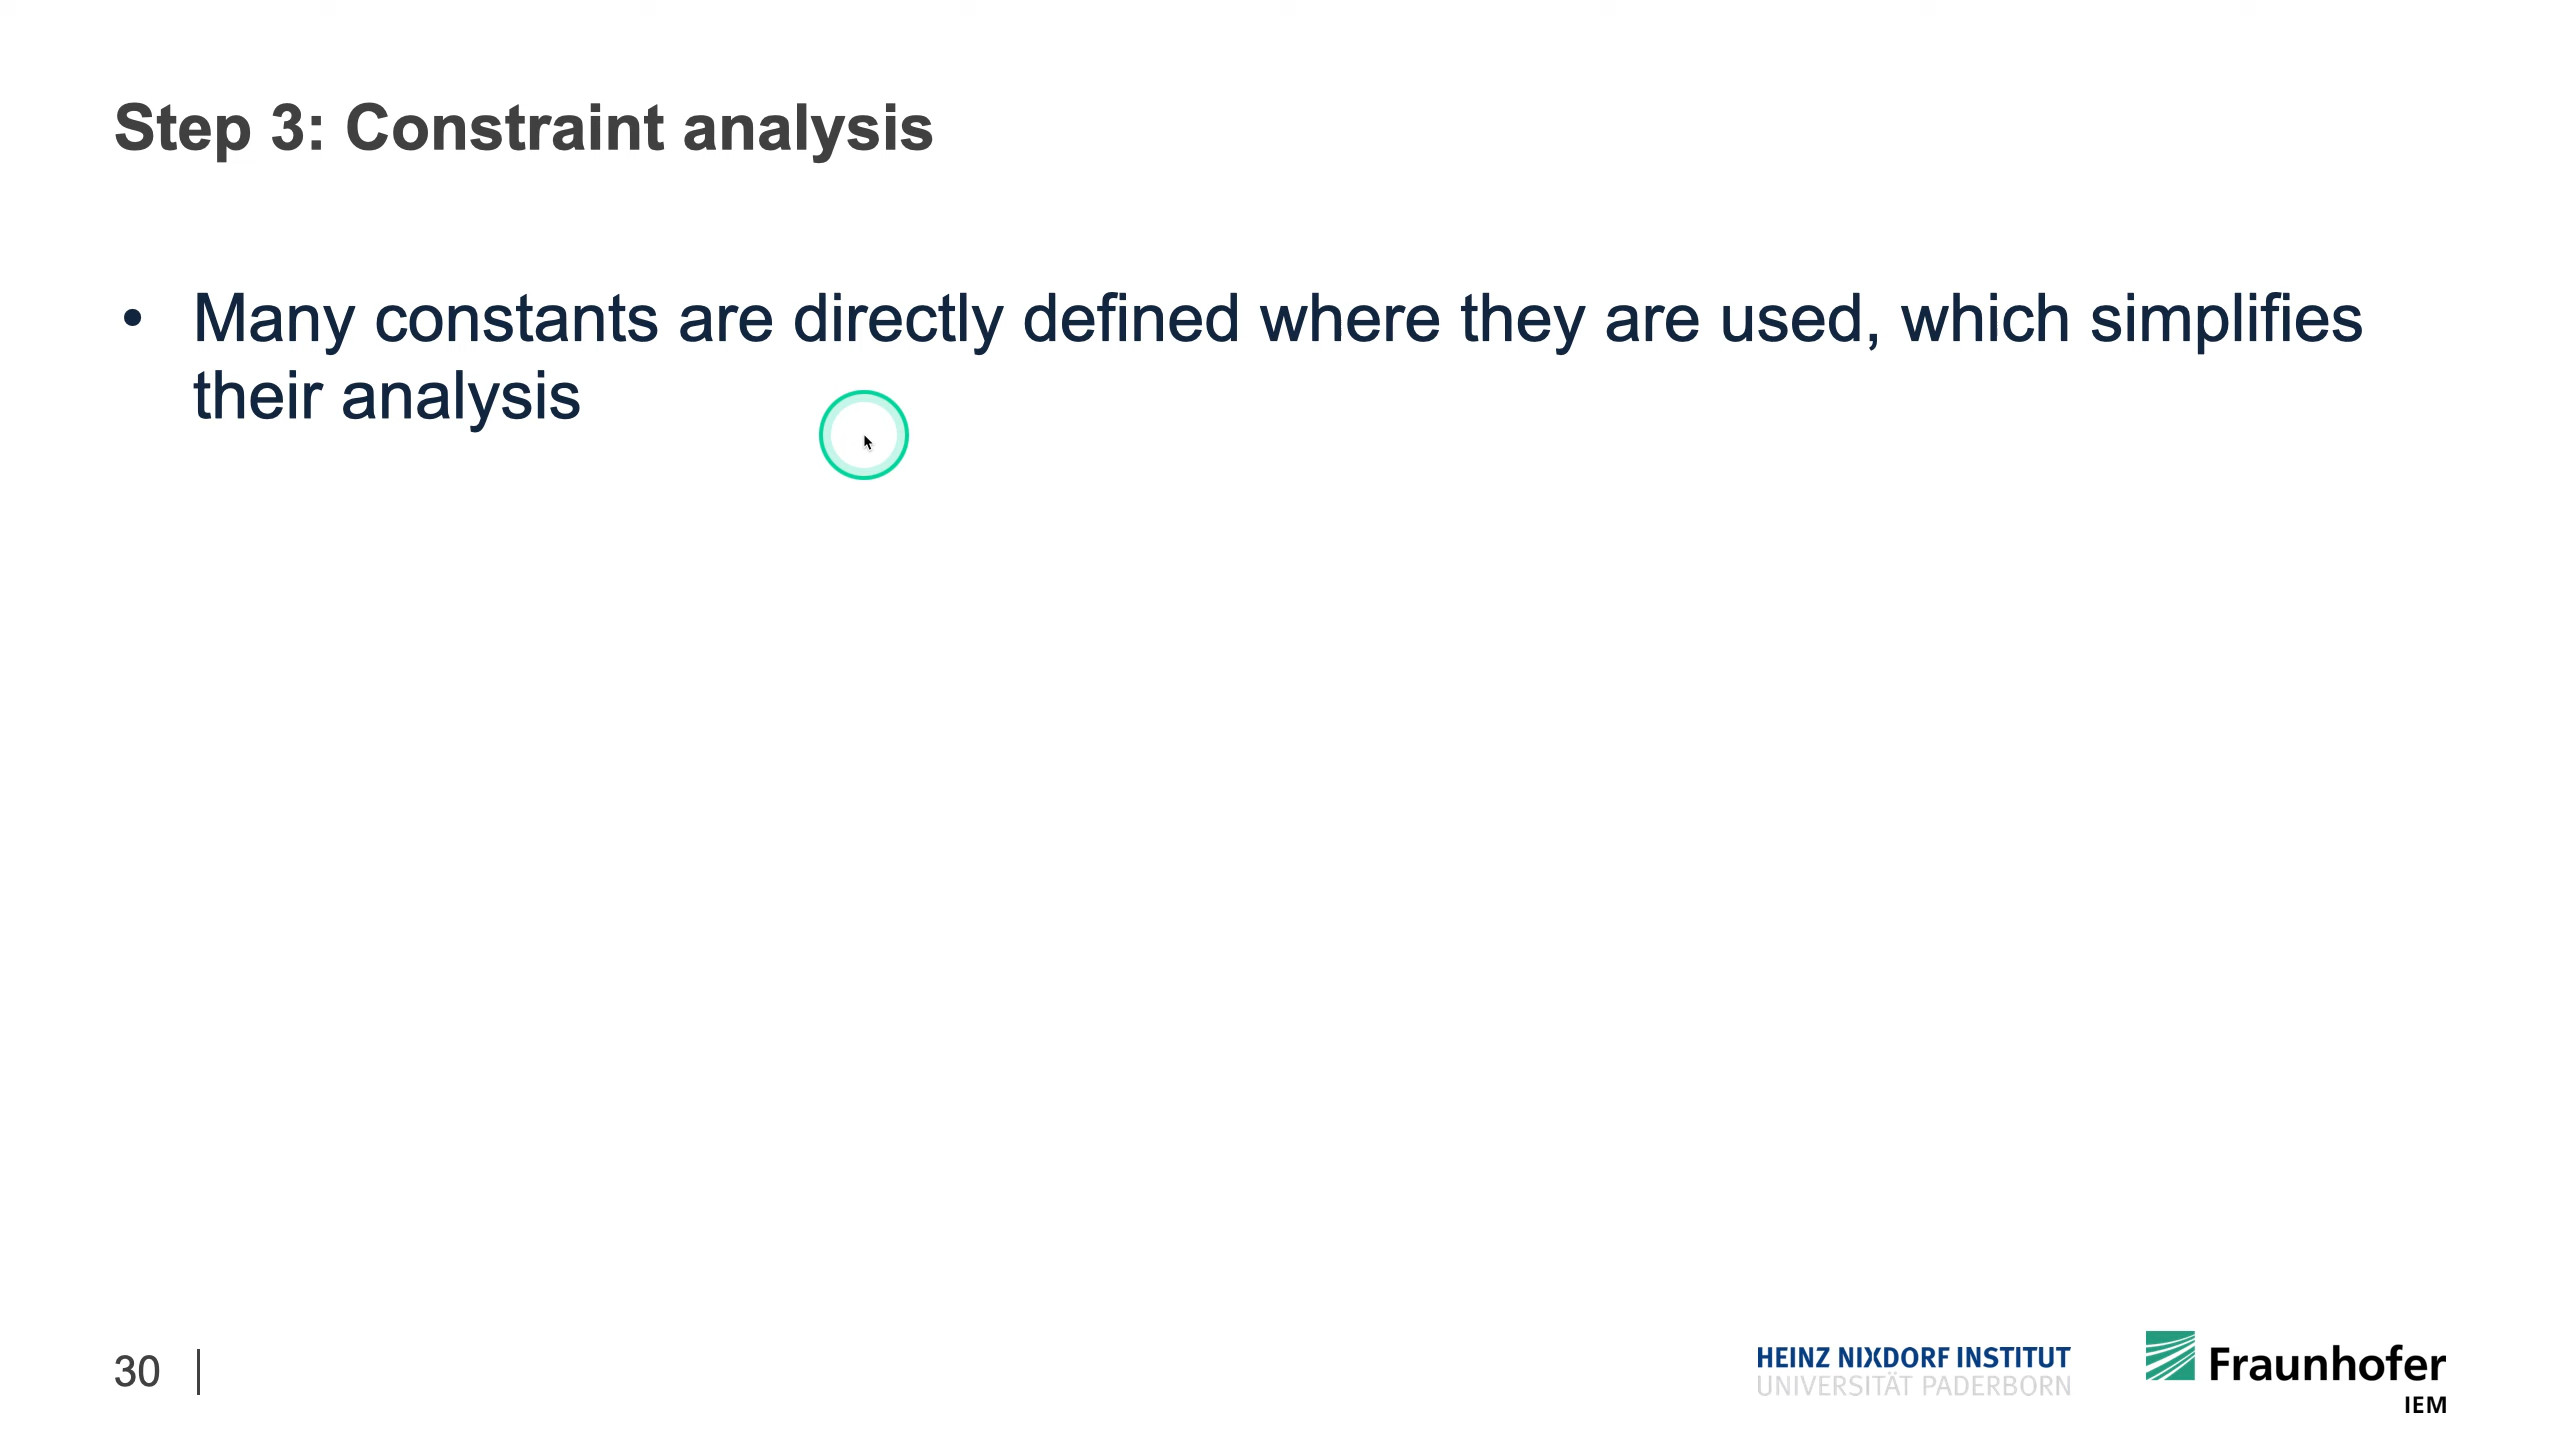 Step 3: Constraint analysis
• Many constants are directly defined where they are used, which simplifies
their analysis
30
HEINZ NIXDORF INSTITUT
UNIVERSITÄT PADERBORN
Fraunhofer
IEM